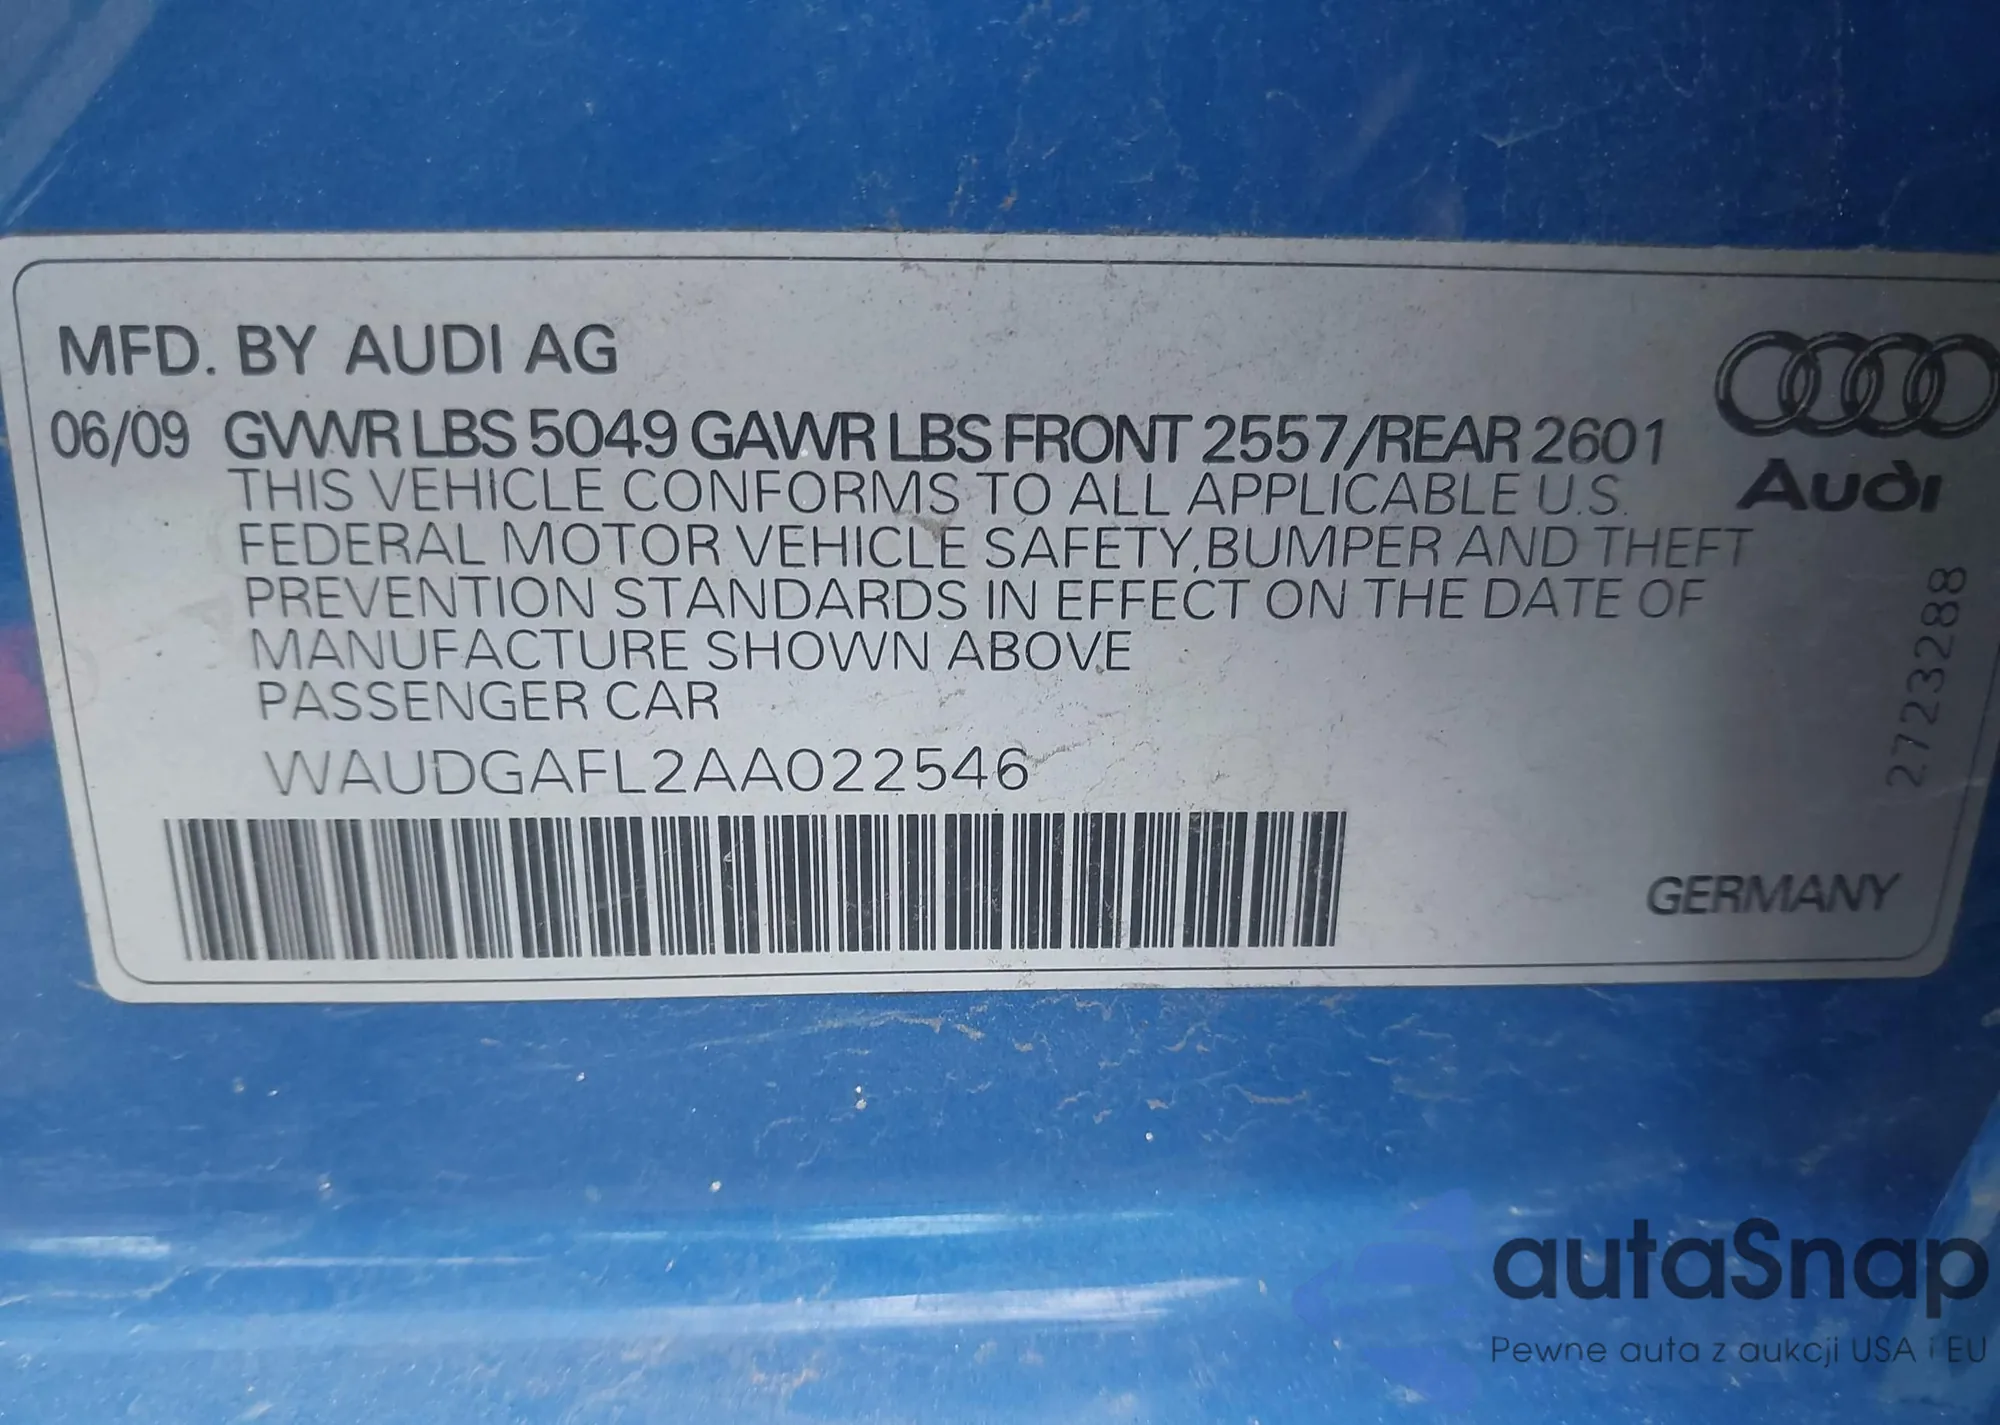 MFD. BY AUDI AG
06/09 GVWR LBS 5049 GAWR LBS FRONT 2557/REAR 2601
THIS VEHICLE CONFORMS TO ALL APPLICABLE U.S.
FEDERAL MOTOR VEHICLE SAFETY,BUMPER AND THEFT
PREVENTION STANDARDS IN EFFECT ON THE DATE OF
MANUFACTURE SHOWN ABOVE
PASSENGER CAR
WAUDGAFL2AA022546
Audi
2723288
GERMANY
autaSnap
Pewne auta z aukcji USA i EU